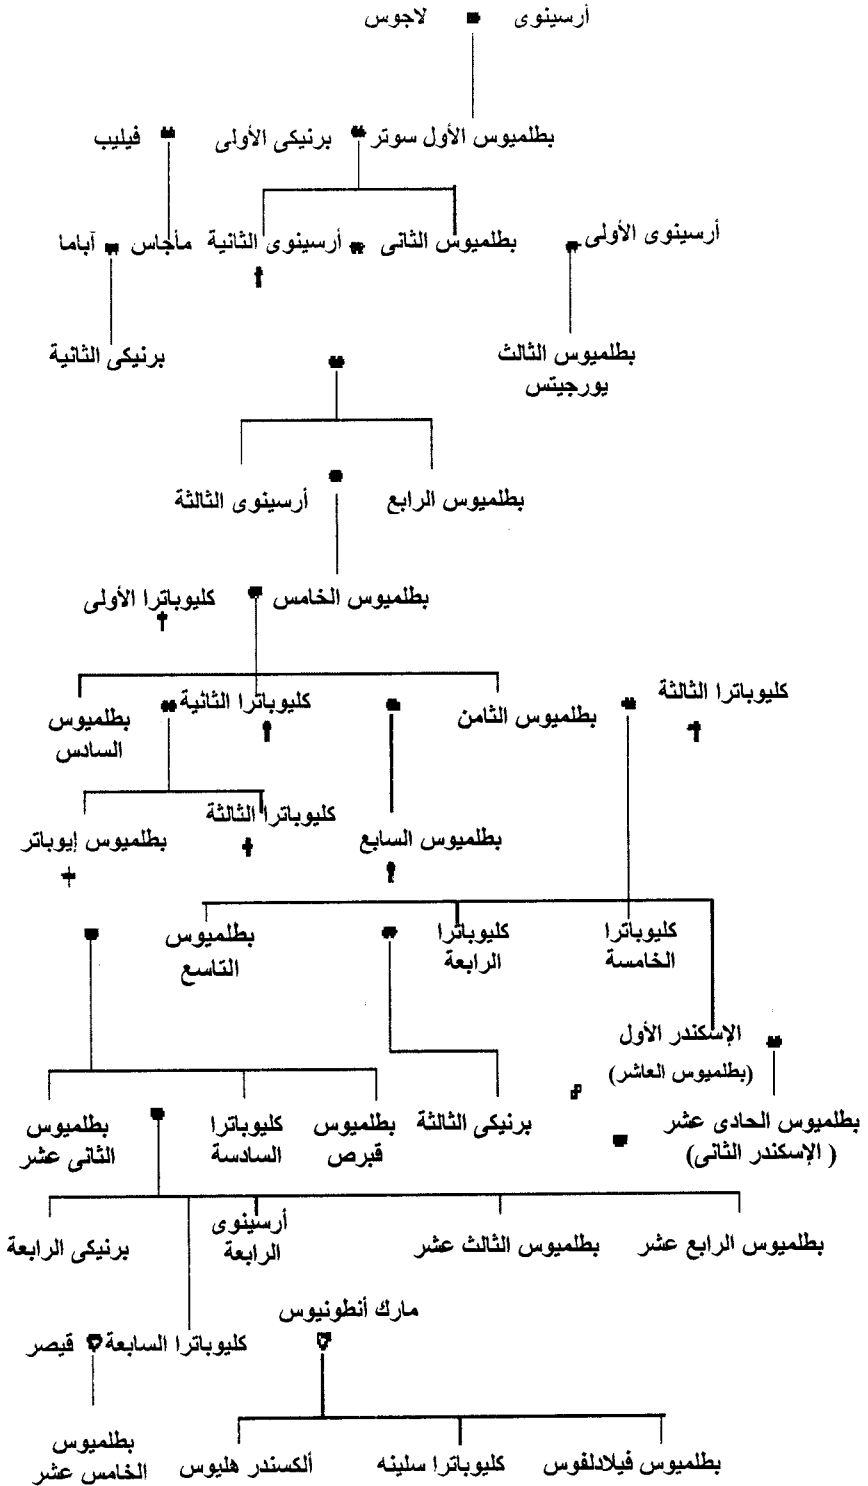 أرسينوى لاجوس
بطلميوس الأول سوتر برنيكى الأولى فيليب
أرسينوى الأولى بطلميوس الثانى أرسينوى الثانية مأجاس آباما
بطلميوس الثالث برنيكى الثانية
يورجيتس
بطلميوس الرابع أرسينوى الثالثة
بطلميوس الخامس كليوباترا الأولى
كليوباترا الثالثة بطلميوس الثامن كليوباترا الثانية بطلميوس
السادس
بطلميوس السابع كليوباترا الثالثة بطلميوس إيوباتر
كليوباترا كليوباترا بطلميوس
الخامسة الرابعة التاسع
الإسكندر الأول
(بطلميوس العاشر)
بطلميوس الحادى عشر برنيكى الثالثة بطلميوس كليوباترا بطلميوس
(الإسكندر الثانى) قبرص السادسة الثانى عشر
بطلميوس الرابع عشر بطلميوس الثالث عشر أرسينوى برنيكى الرابعة
الرابعة
مارك أنطونيوس
كليوباترا السابعة قيصر
بطلميوس فيلادلفوس كليوباترا سلينه ألكسندر هليوس بطلميوس
الخامس عشر